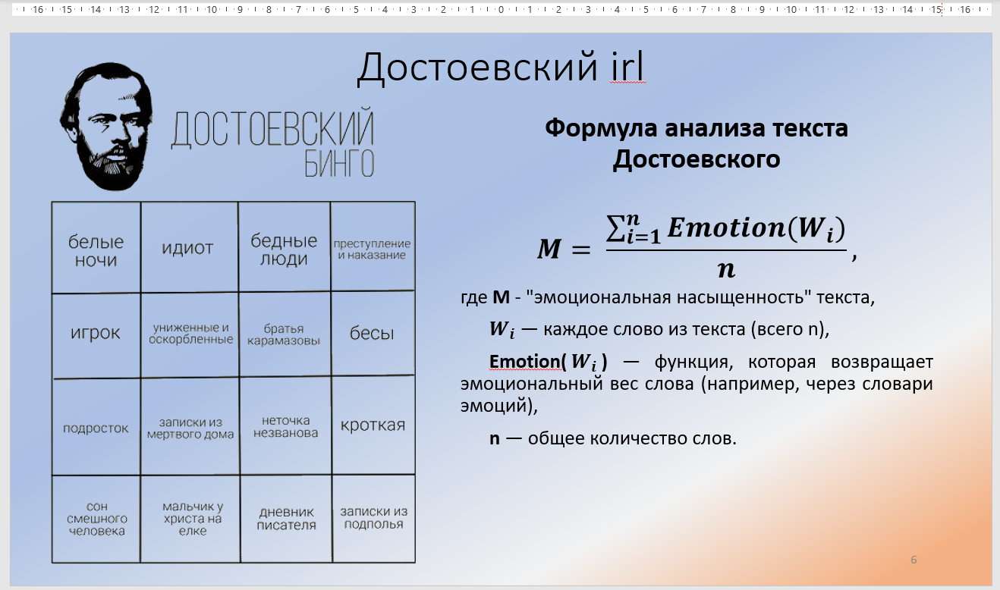 16 15 14 13 12 11 10 9 8 7 6 5 4 3 2 1 0 1 2 3 4 5 6 7 8 9 10 11 12 13 14 15 16
Достоевский irl
ДОСТОЕВСКИЙ
БИНГО
белые
ночи
идиот
бедные
люди
преступление
и наказание
игрок
униженные и
оскорбленные
братья
карамазовы
бесы
подросток
записки из
мертвого дома
неточка
незванова
кроткая
сон
смешного
человека
мальчик у
христа на
елке
дневник
писателя
записки из
подполья
Формула анализа текста
Достоевского
M = ∑ⁿᵢ₌₁ Emotion(Wᵢ) / n ,
где M - "эмоциональная насыщенность" текста,
Wᵢ — каждое слово из текста (всего n),
Emotion( Wᵢ ) — функция, которая возвращает
эмоциональный вес слова (например, через словари
эмоций),
n — общее количество слов.
6